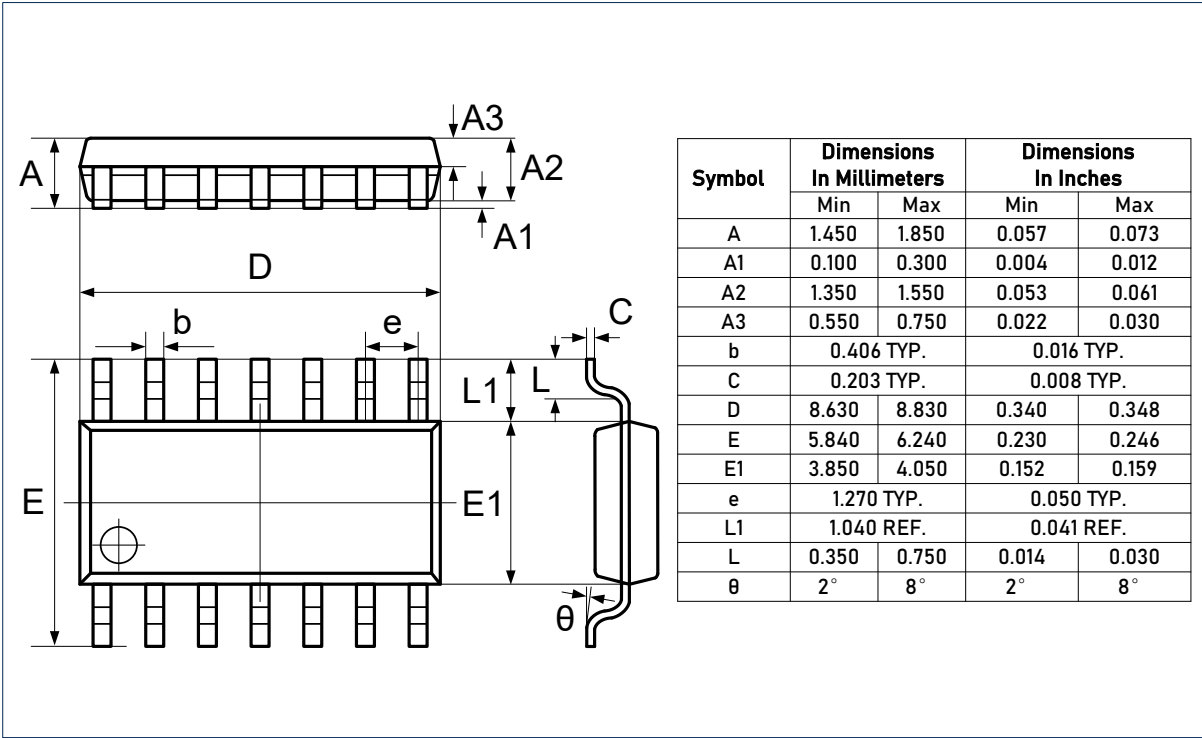 A3
A
A2
A1
D
b
e
C
L1
L
E
E1
θ
Symbol Dimensions In Millimeters Dimensions In Inches
Min Max Min Max
A 1.450 1.850 0.057 0.073
A1 0.100 0.300 0.004 0.012
A2 1.350 1.550 0.053 0.061
A3 0.550 0.750 0.022 0.030
b 0.406 TYP. 0.016 TYP.
C 0.203 TYP. 0.008 TYP.
D 8.630 8.830 0.340 0.348
E 5.840 6.240 0.230 0.246
E1 3.850 4.050 0.152 0.159
e 1.270 TYP. 0.050 TYP.
L1 1.040 REF. 0.041 REF.
L 0.350 0.750 0.014 0.030
θ 2° 8° 2° 8°